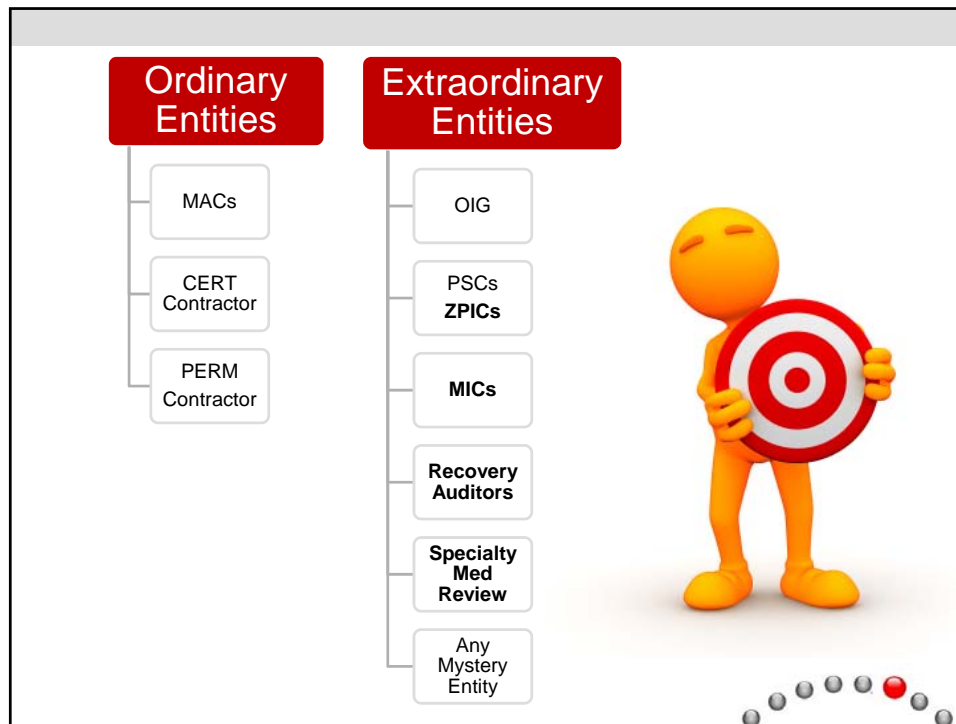 Ordinary
Entities
MACs
CERT
Contractor
PERM
Contractor
Extraordinary
Entities
OIG
PSCs
ZPICs
MICs
Recovery
Auditors
Specialty
Med
Review
Any
Mystery
Entity